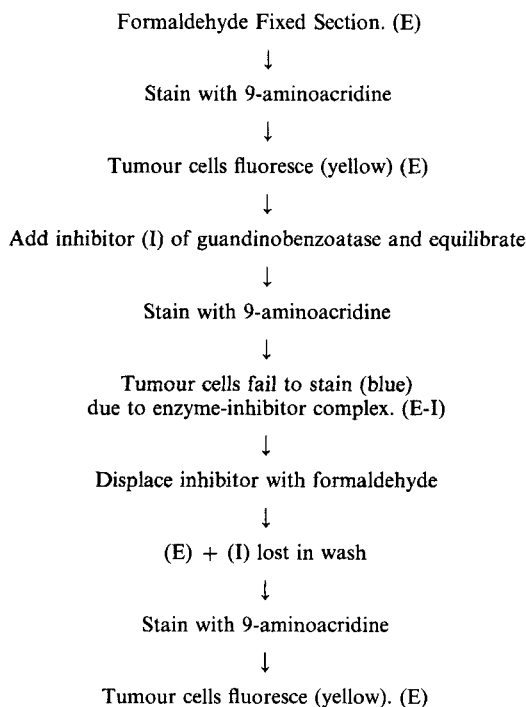 Formaldehyde Fixed Section. (E)
↓
Stain with 9-aminoacridine
↓
Tumour cells fluoresce (yellow) (E)
↓
Add inhibitor (I) of guandinobenzoatase and equilibrate
↓
Stain with 9-aminoacridine
↓
Tumour cells fail to stain (blue)
due to enzyme-inhibitor complex. (E-I)
↓
Displace inhibitor with formaldehyde
↓
(E) + (I) lost in wash
↓
Stain with 9-aminoacridine
↓
Tumour cells fluoresce (yellow). (E)